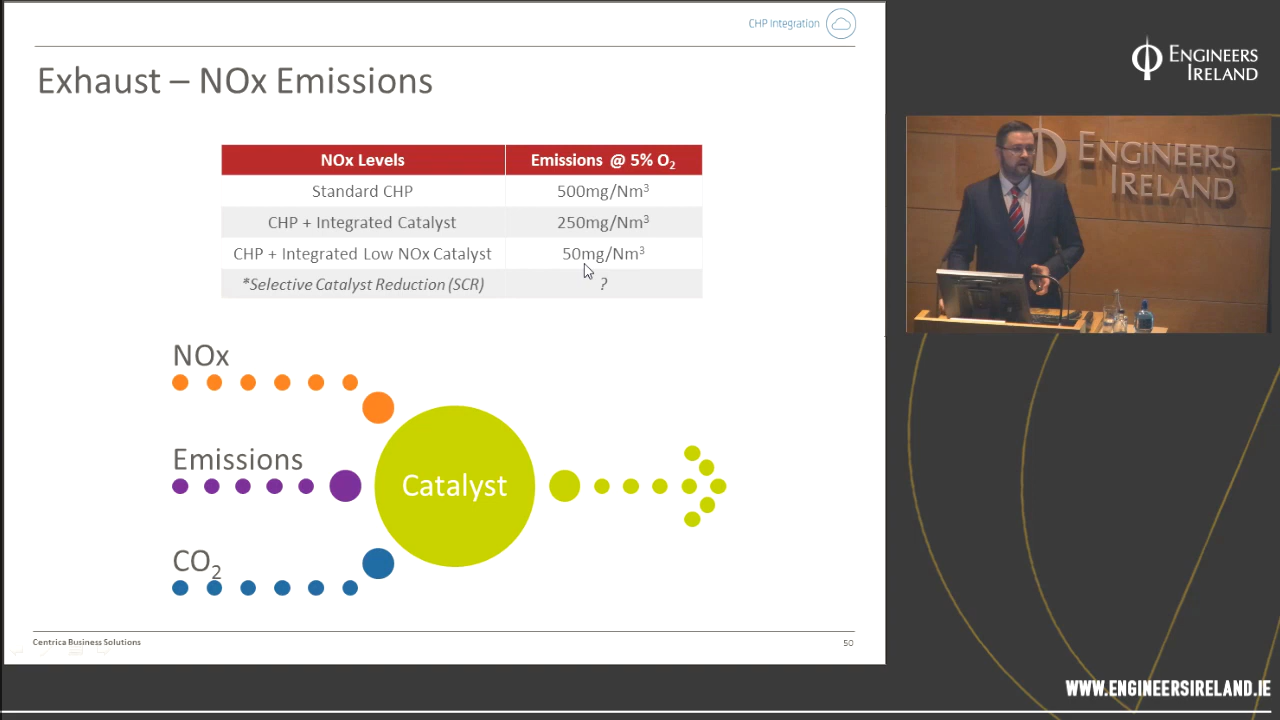 CHP Integration
Exhaust – NOx Emissions
NOx Levels Emissions @ 5% O₂
Standard CHP 500mg/Nm³
CHP + Integrated Catalyst 250mg/Nm³
CHP + Integrated Low NOx Catalyst 50mg/Nm³
*Selective Catalyst Reduction (SCR) ?
NOx
Emissions
Catalyst
CO₂
Centrica Business Solutions
50
ENGINEERS
IRELAND
ENGINEERS
IRELAND
WWW.ENGINEERSIRELAND.IE